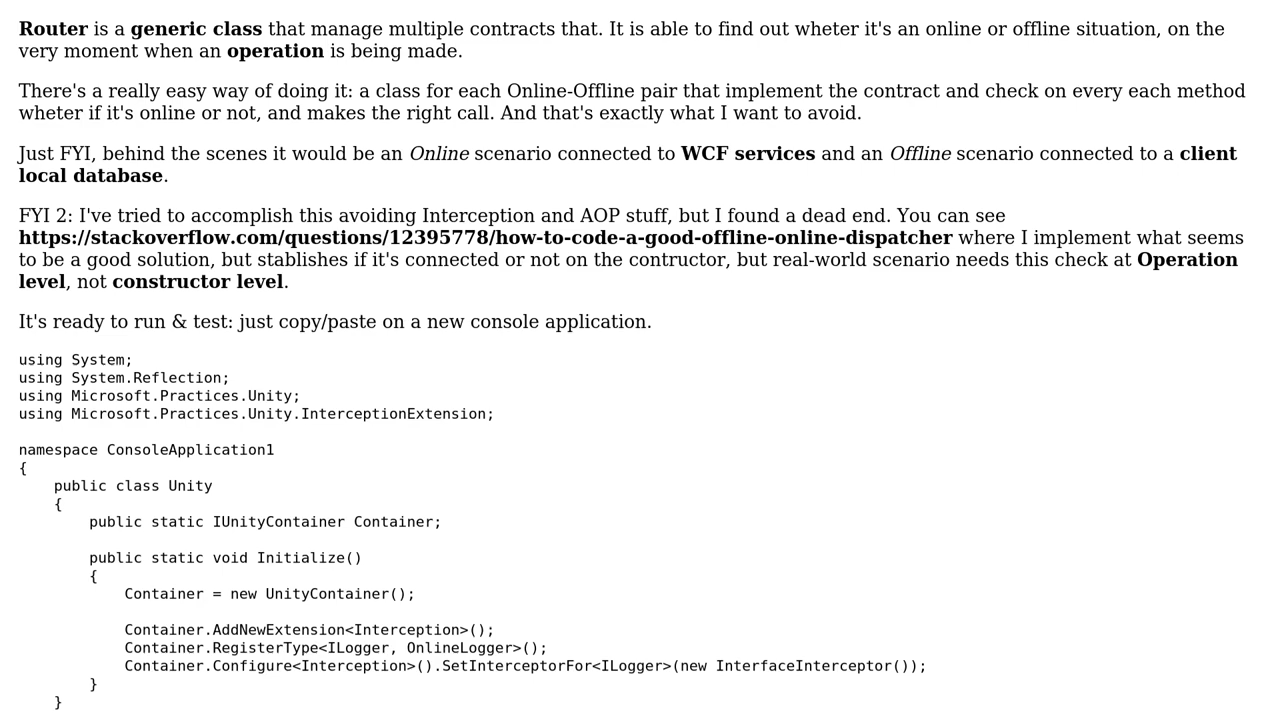 Router is a generic class that manage multiple contracts that. It is able to find out wheter it's an online or offline situation, on the
very moment when an operation is being made.
There's a really easy way of doing it: a class for each Online-Offline pair that implement the contract and check on every each method
wheter if it's online or not, and makes the right call. And that's exactly what I want to avoid.
Just FYI, behind the scenes it would be an Online scenario connected to WCF services and an Offline scenario connected to a client
local database.
FYI 2: I've tried to accomplish this avoiding Interception and AOP stuff, but I found a dead end. You can see
https://stackoverflow.com/questions/12395778/how-to-code-a-good-offline-online-dispatcher where I implement what seems
to be a good solution, but stablishes if it's connected or not on the contructor, but real-world scenario needs this check at Operation
level, not constructor level.
It's ready to run & test: just copy/paste on a new console application.
using System;
using System.Reflection;
using Microsoft.Practices.Unity;
using Microsoft.Practices.Unity.InterceptionExtension;
namespace ConsoleApplication1
{
    public class Unity
    {
        public static IUnityContainer Container;
        public static void Initialize()
        {
            Container = new UnityContainer();
            Container.AddNewExtension<Interception>();
            Container.RegisterType<ILogger, OnlineLogger>();
            Container.Configure<Interception>().SetInterceptorFor<ILogger>(new InterfaceInterceptor());
        }
    }